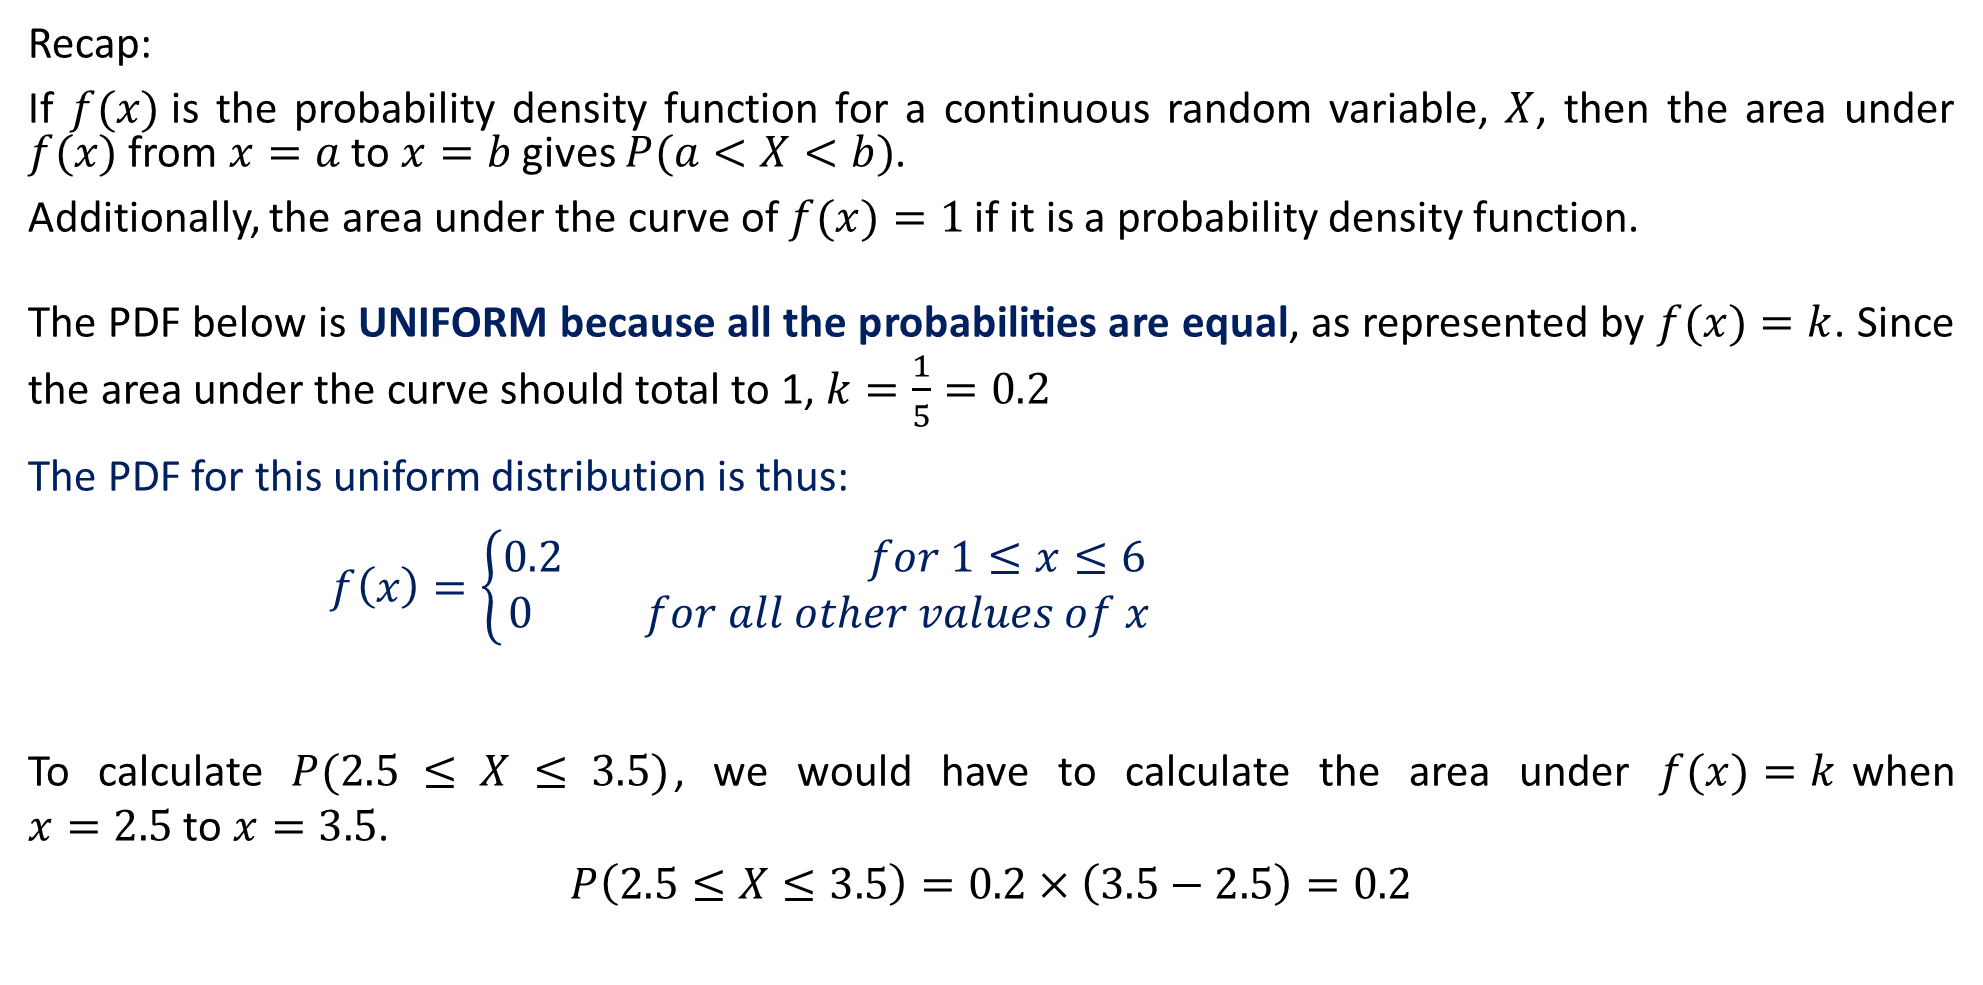 Recap:
If f(x) is the probability density function for a continuous random variable, X, then the area under
f(x) from x = a to x = b gives P(a < X < b).
Additionally, the area under the curve of f(x) = 1 if it is a probability density function.
The PDF below is UNIFORM because all the probabilities are equal, as represented by f(x) = k. Since
the area under the curve should total to 1, k = 1/5 = 0.2
The PDF for this uniform distribution is thus:
f(x) = {0.2 for 1 ≤ x ≤ 6
0 for all other values of x
To calculate P(2.5 ≤ X ≤ 3.5), we would have to calculate the area under f(x) = k when
x = 2.5 to x = 3.5.
P(2.5 ≤ X ≤ 3.5) = 0.2 × (3.5 − 2.5) = 0.2